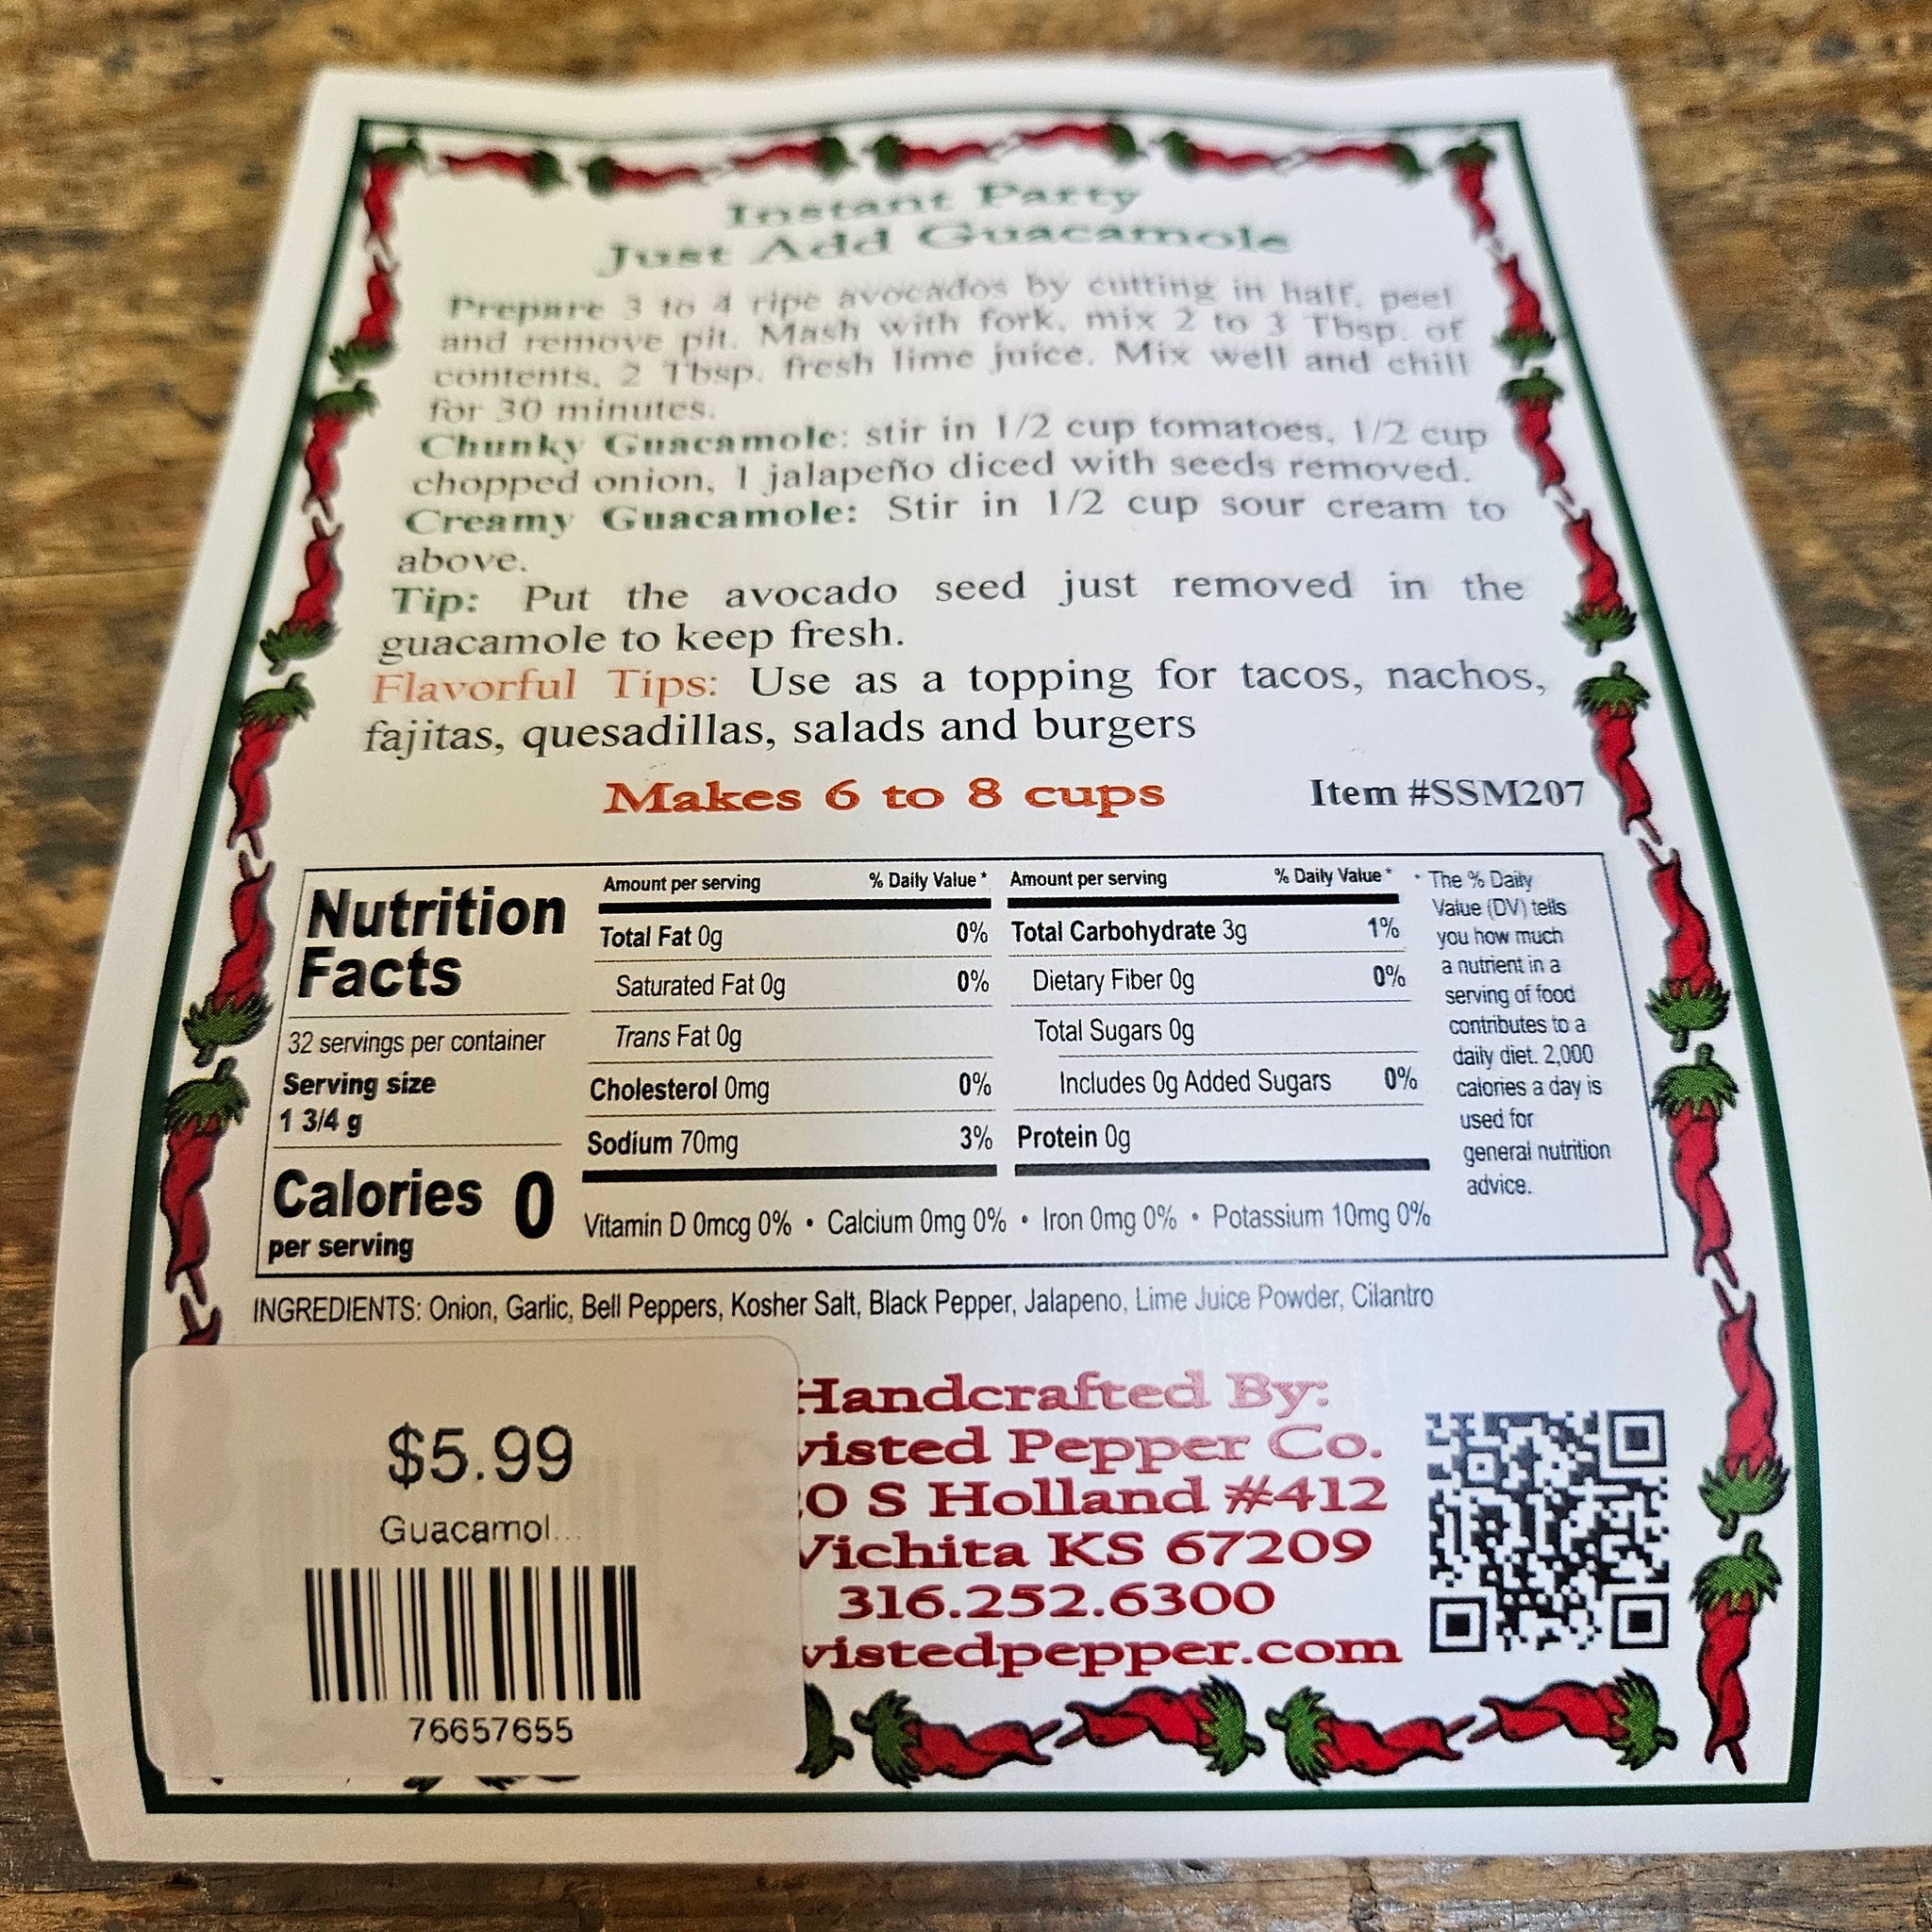 Instant Party
Just Add Guacamole
Prepare 3 to 4 ripe avocados by cutting in half, peel
and remove pit. Mash with fork, mix 2 to 3 Tbsp. of
contents, 2 Tbsp. fresh lime juice. Mix well and chill
for 30 minutes.
Chunky Guacamole: stir in 1/2 cup tomatoes, 1/2 cup
chopped onion, 1 jalapeño diced with seeds removed.
Creamy Guacamole: Stir in 1/2 cup sour cream to
above.
Tip: Put the avocado seed just removed in the
guacamole to keep fresh.
Flavorful Tips: Use as a topping for tacos, nachos,
fajitas, quesadillas, salads and burgers
Makes 6 to 8 cups
Item #SSM207
Nutrition
Facts
32 servings per container
Serving size
1 3/4 g
Calories 0
per serving
Amount per serving % Daily Value *
Total Fat 0g 0%
Saturated Fat 0g 0%
Trans Fat 0g
Cholesterol 0mg 0%
Sodium 70mg 3%
Amount per serving % Daily Value *
Total Carbohydrate 3g 1%
Dietary Fiber 0g 0%
Total Sugars 0g
Includes 0g Added Sugars 0%
Protein 0g
Vitamin D 0mcg 0% • Calcium 0mg 0% • Iron 0mg 0% • Potassium 10mg 0%
* The % Daily
Value (DV) tells
you how much
a nutrient in a
serving of food
contributes to a
daily diet. 2,000
calories a day is
used for
general nutrition
advice.
INGREDIENTS: Onion, Garlic, Bell Peppers, Kosher Salt, Black Pepper, Jalapeno, Lime Juice Powder, Cilantro
$5.99
Guacamol...
76657655
Handcrafted By:
visted Pepper Co.
0 S Holland #412
Vichita KS 67209
316.252.6300
vistedpepper.com